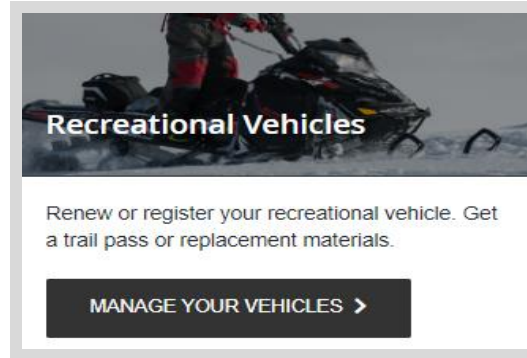 Recreational Vehicles
Renew or register your recreational vehicle. Get
a trail pass or replacement materials.
MANAGE YOUR VEHICLES >